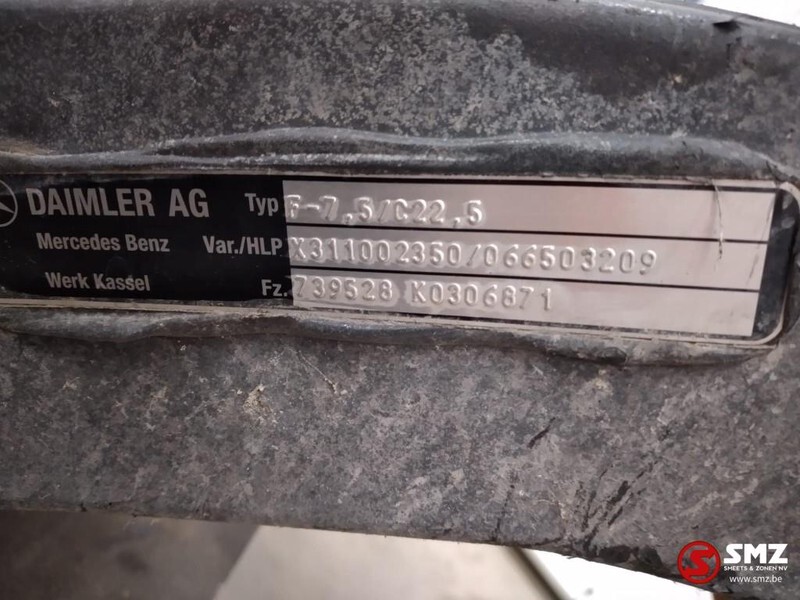 DAIMLER AG Typ F-7,5/C22,5
Mercedes Benz Var./HLP X311002350/066503209
Werk Kassel Fz. 739528 K0306871
SMZ
SMEETS & ZONEN NV
www.smz.be